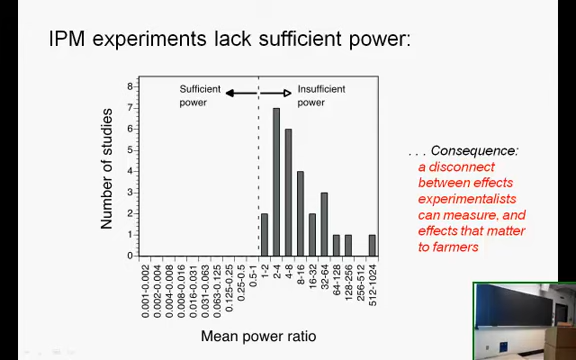 IPM experiments lack sufficient power:
Sufficient power
Insufficient power
Number of studies
8
7
6
5
4
3
2
1
0
0.001-0.002
0.002-0.004
0.004-0.008
0.008-0.016
0.016-0.031
0.031-0.063
0.063-0.125
0.125-0.25
0.25-0.5
0.5-1
1-2
2-4
4-8
8-16
16-32
32-64
64-128
128-256
256-512
512-1024
Mean power ratio
. . . Consequence:
a disconnect
between effects
experimentalists
can measure, and
effects that matter
to farmers